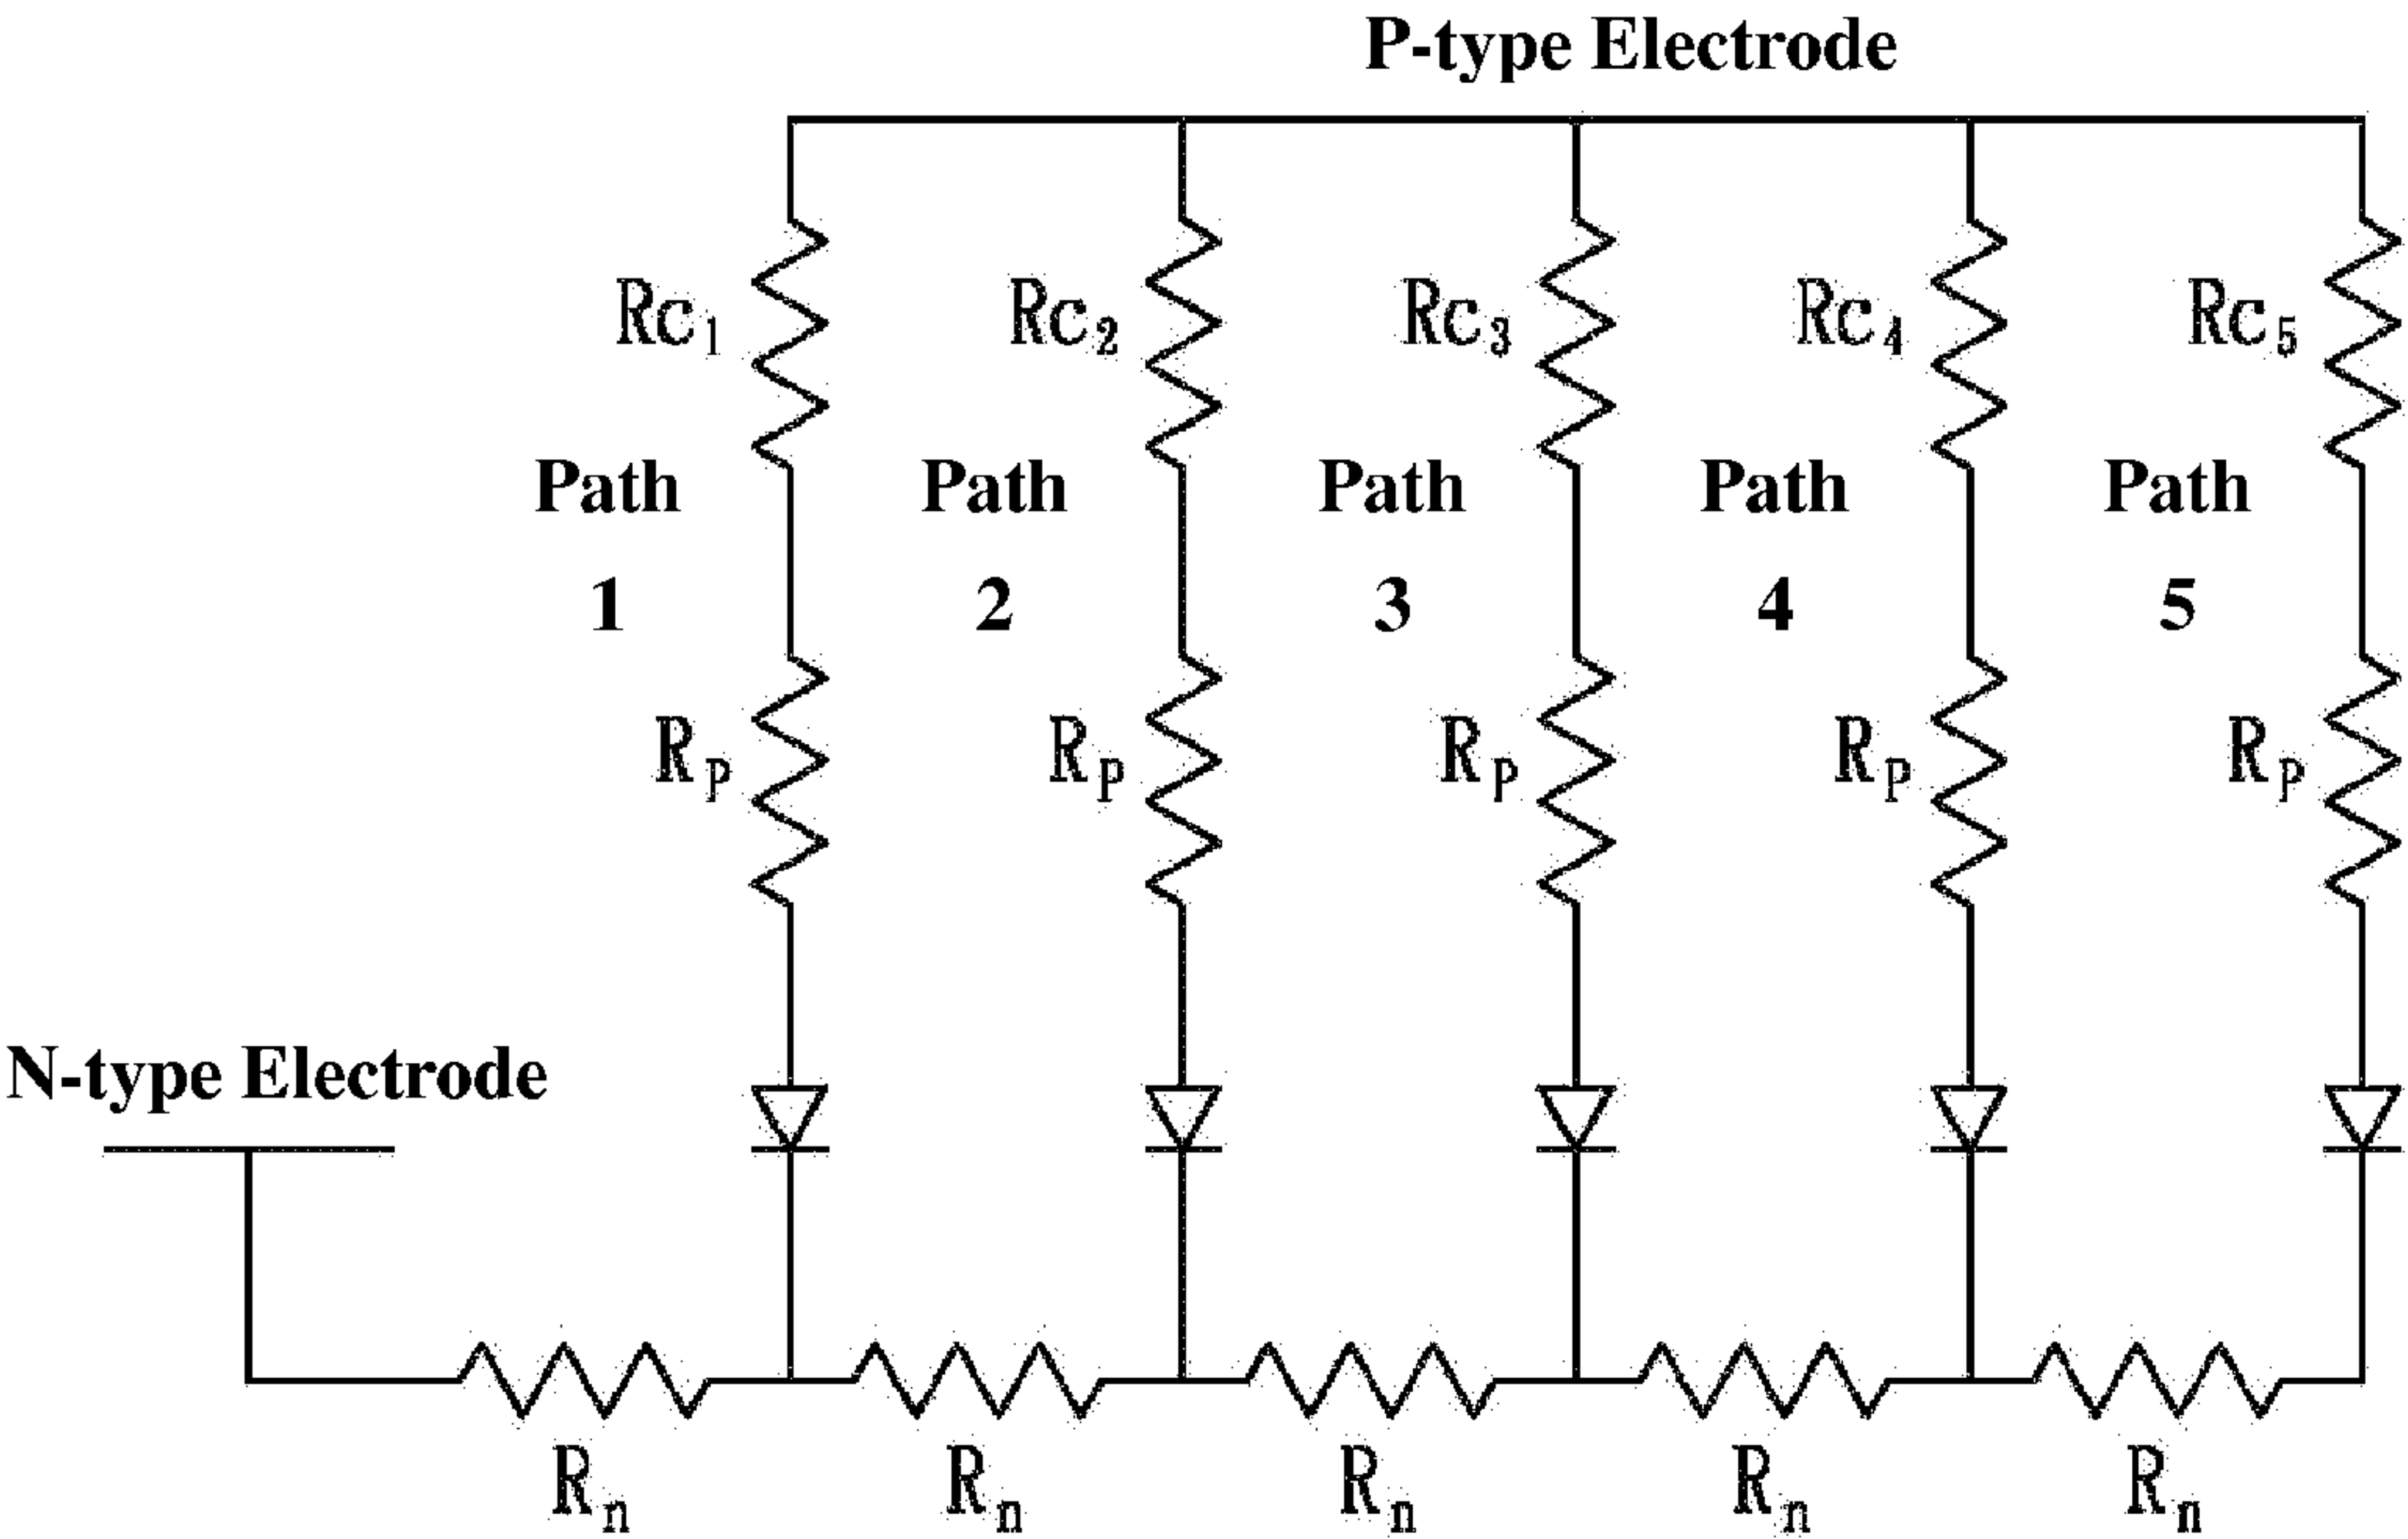 P-type Electrode
Rc1 Rc2 Rc3 Rc4 Rc5
Path Path Path Path Path
1 2 3 4 5
RP RP RP RP RP
N-type Electrode
Rn Rn Rn Rn Rn